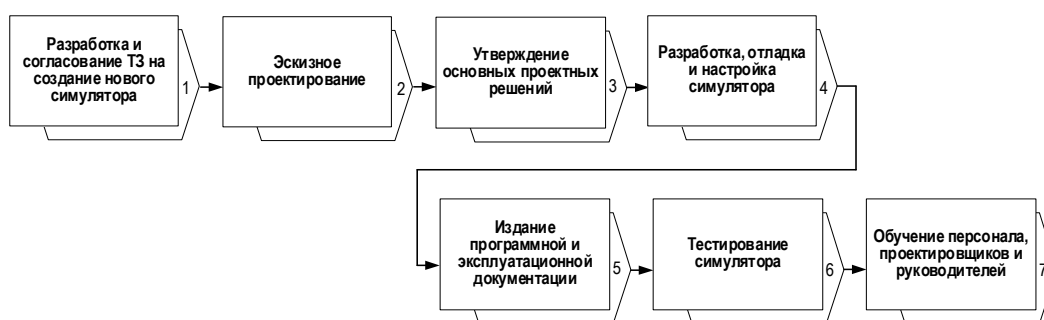 Разработка и
согласование ТЗ на
создание нового
симулятора
1
Эскизное
проектирование
2
Утверждение
основных проектных
решений
3
Разработка, отладка
и настройка
симулятора
4
Издание
программной и
эксплуатационной
документации
5
Тестирование
симулятора
6
Обучение персонала,
проектировщиков и
руководителей
7